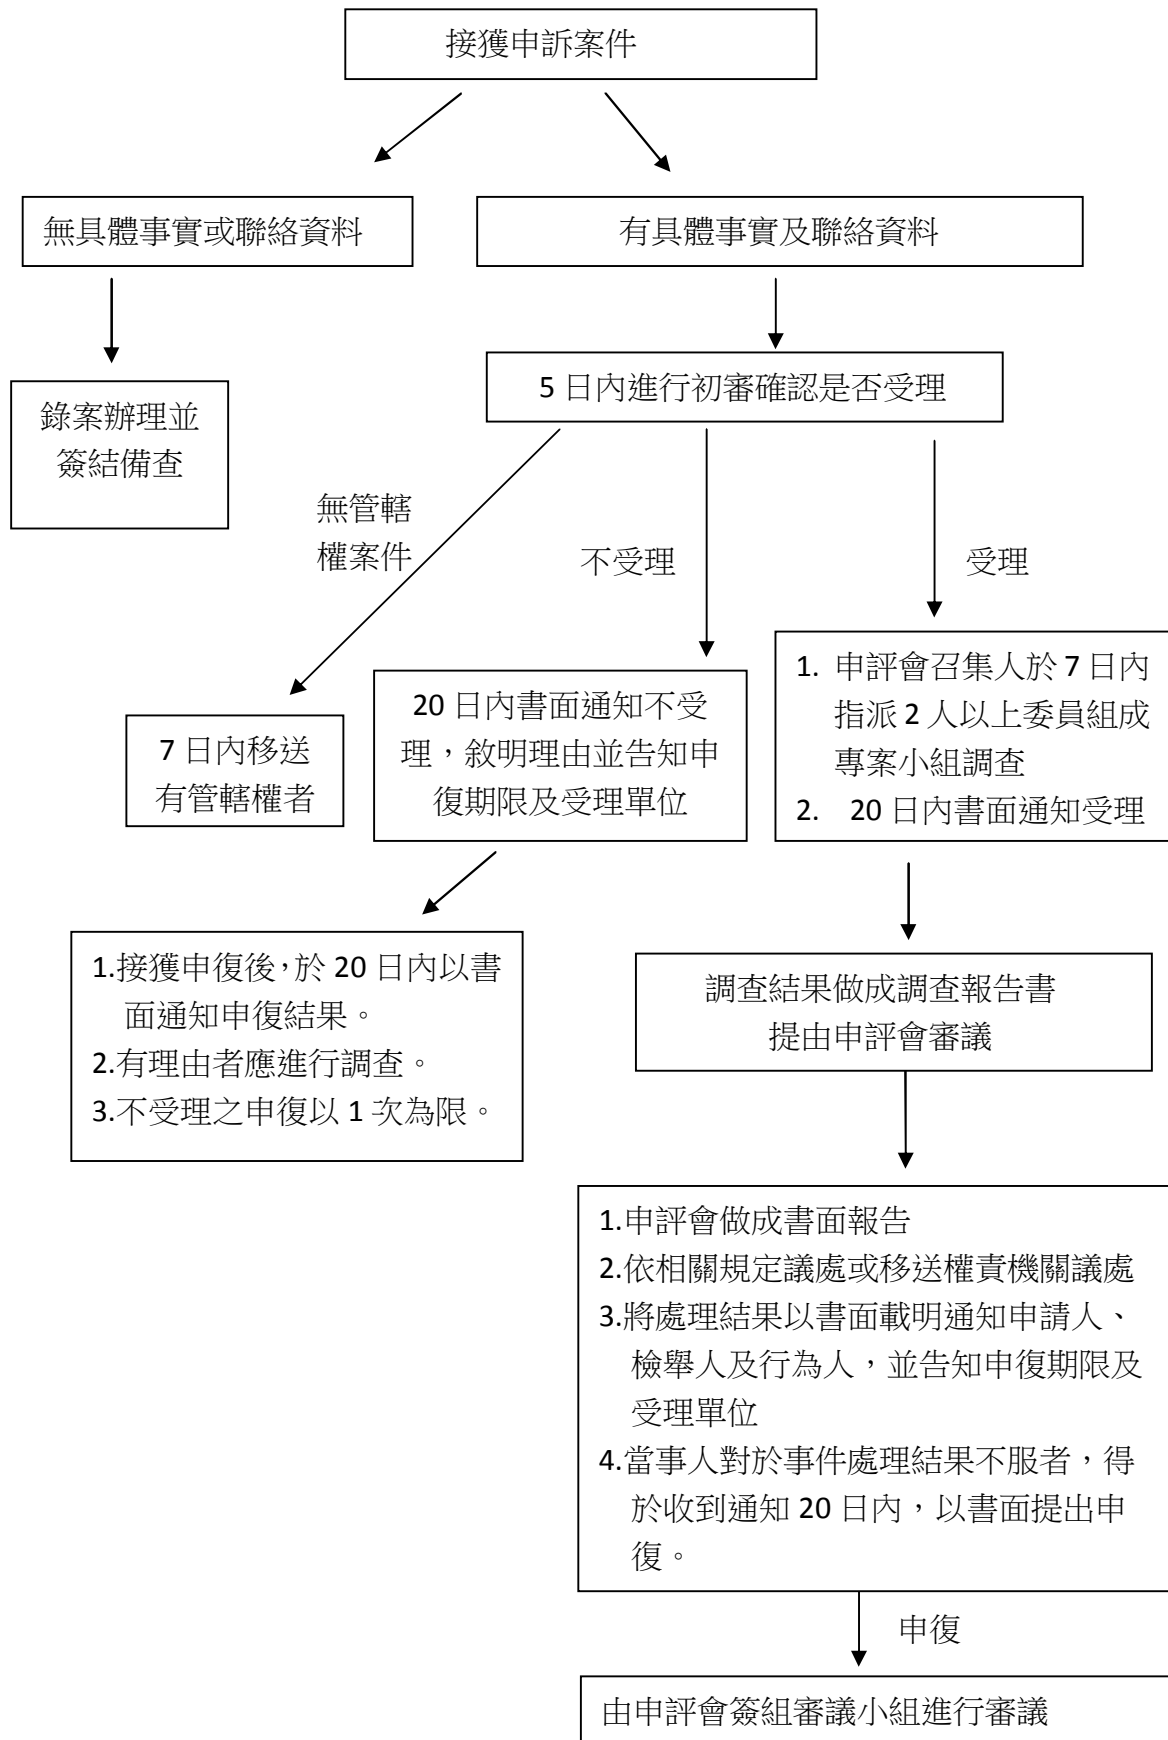 接獲申訴案件
無具體事實或聯絡資料
有具體事實及聯絡資料
5 日內進行初審確認是否受理
錄案辦理並
簽結備查
無管轄
權案件
不受理
受理
7 日內移送
有管轄權者
20 日內書面通知不受
理，敘明理由並告知申
復期限及受理單位
1. 申評會召集人於 7 日內
指派 2 人以上委員組成
專案小組調查
2. 20 日內書面通知受理
1.接獲申復後，於 20 日內以書
面通知申復結果。
2.有理由者應進行調查。
3.不受理之申復以 1 次為限。
調查結果做成調查報告書
提由申評會審議
1.申評會做成書面報告
2.依相關規定議處或移送權責機關議處
3.將處理結果以書面載明通知申請人、
檢舉人及行為人，並告知申復期限及
受理單位
4.當事人對於事件處理結果不服者，得
於收到通知 20 日內，以書面提出申
復。
申復
由申評會簽組審議小組進行審議